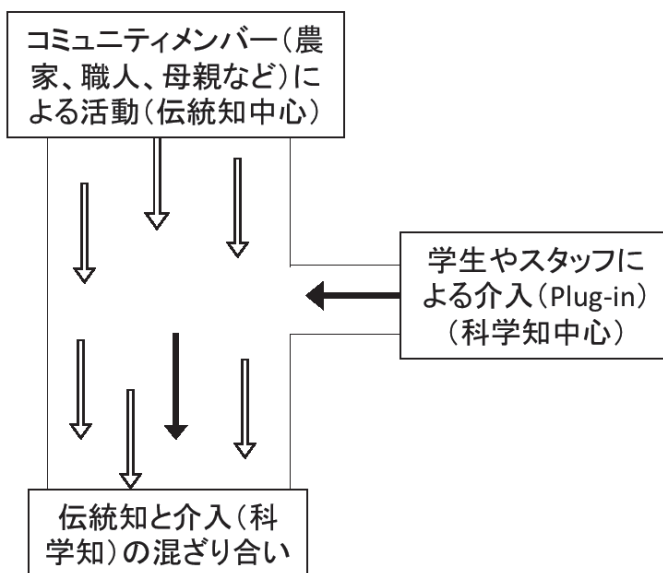 コミュニティメンバー（農
家、職人、母親など）に
よる活動（伝統知中心）
学生やスタッフに
よる介入（Plug-in）
（科学知中心）
伝統知と介入（科
学知）の混ざり合い